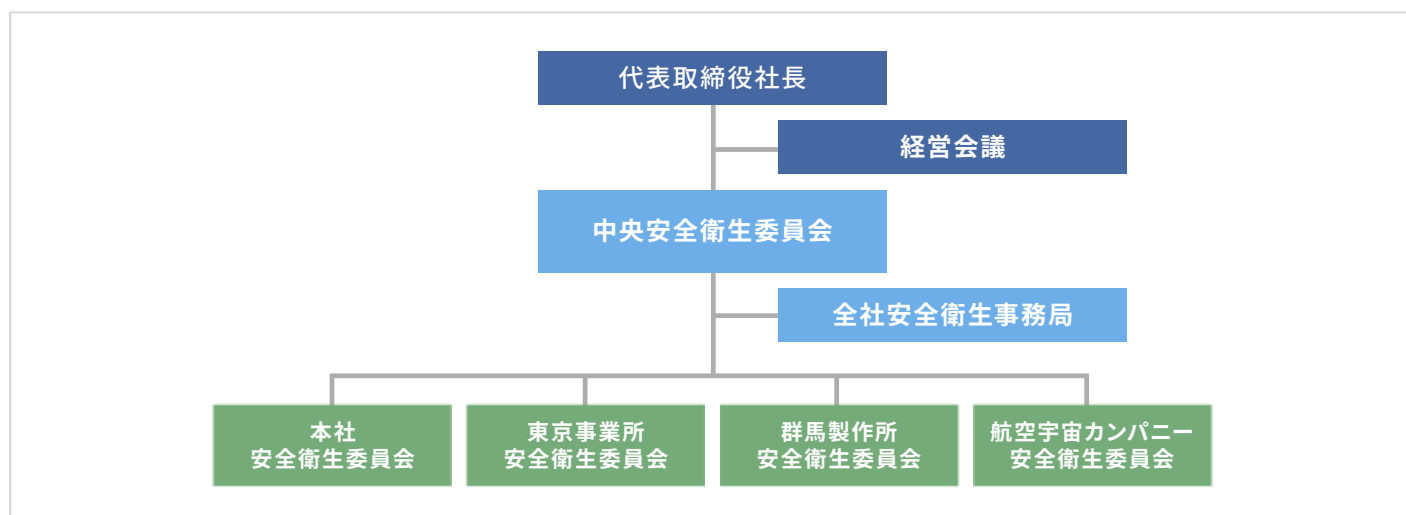 代表取締役社長
経営会議
中央安全衛生委員会
全社安全衛生事務局
本社
安全衛生委員会
東京事業所
安全衛生委員会
群馬製作所
安全衛生委員会
航空宇宙カンパニー
安全衛生委員会